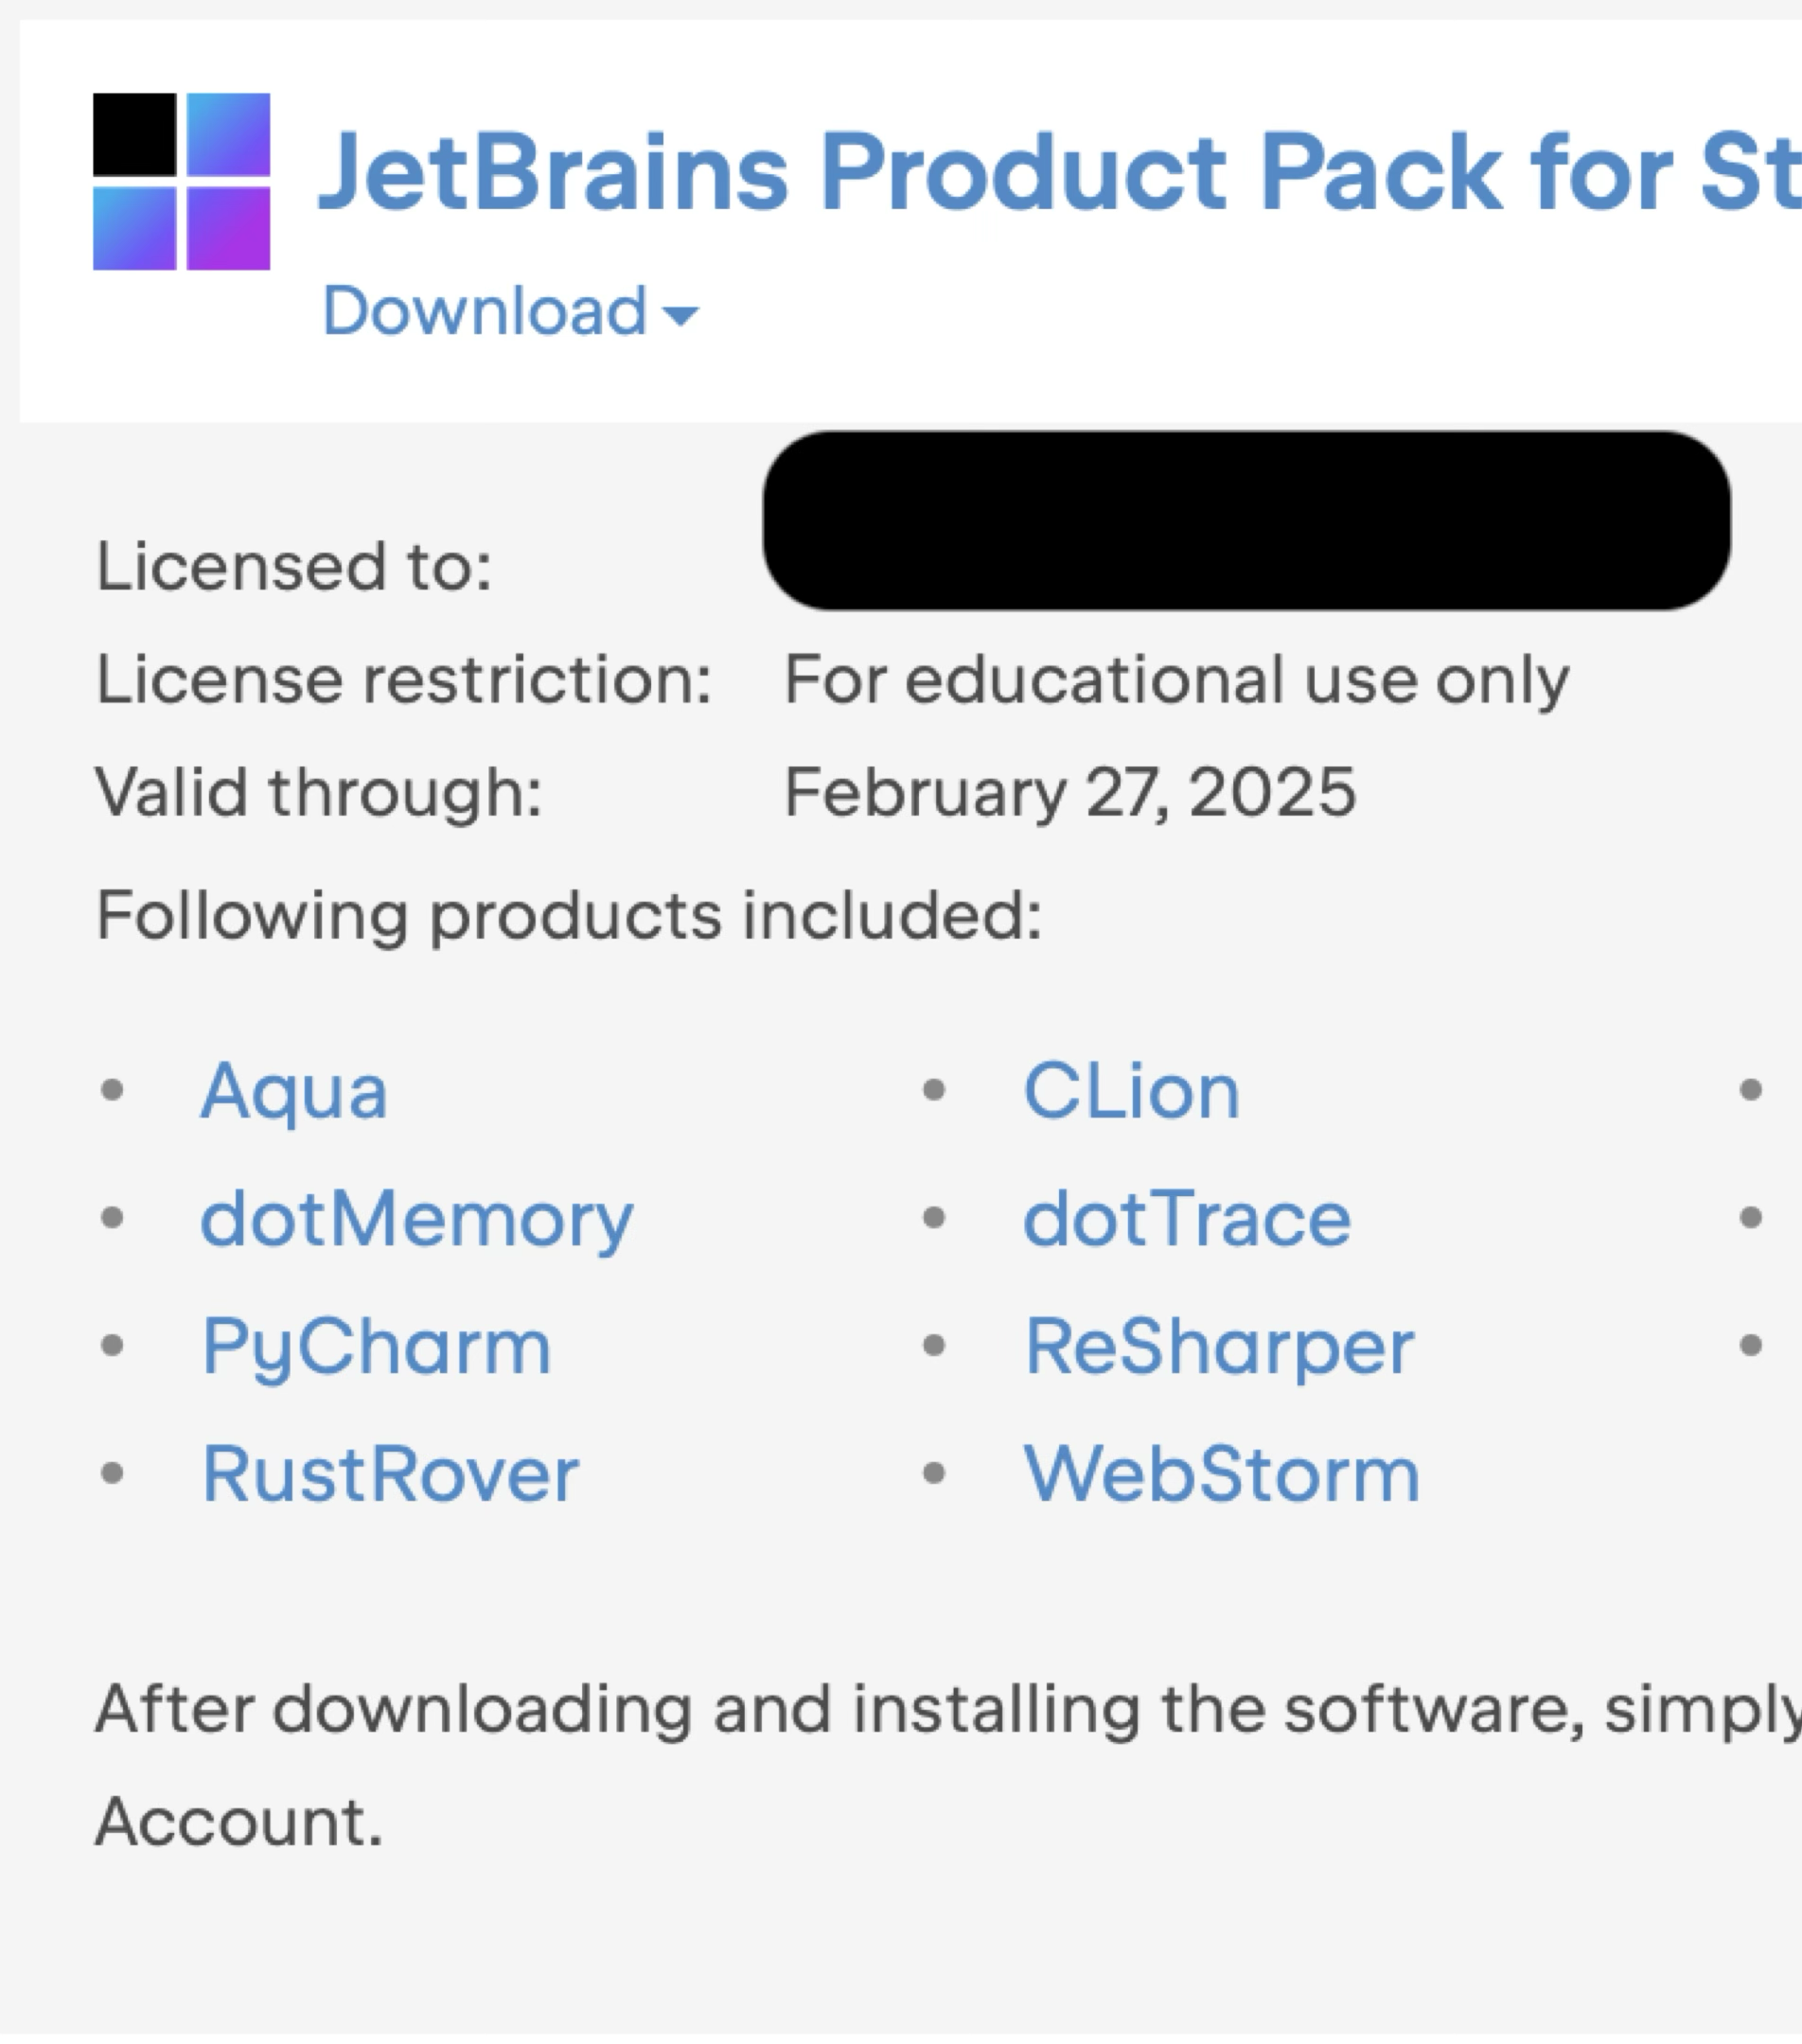 JetBrains Product Pack for St
Download
Licensed to:
License restriction: For educational use only
Valid through: February 27, 2025
Following products included:
Aqua
CLion
dotMemory
dotTrace
PyCharm
ReSharper
RustRover
WebStorm
After downloading and installing the software, simply
Account.